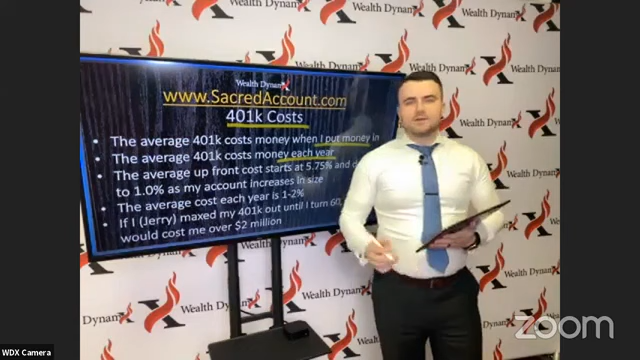 Wealth DynamX
www.SacredAccount.com
401k Costs
• The average 401k costs money when I put money in
• The average 401k costs money each year
• The average up front cost starts at 5.75% and
to 1.0% as my account increases in size
• The average cost each year is 1-2%
• If I (Jerry) maxed my 401k out until I turn 60,
would cost me over $2 million
Wealth DynamX
zoom
WDX Camera